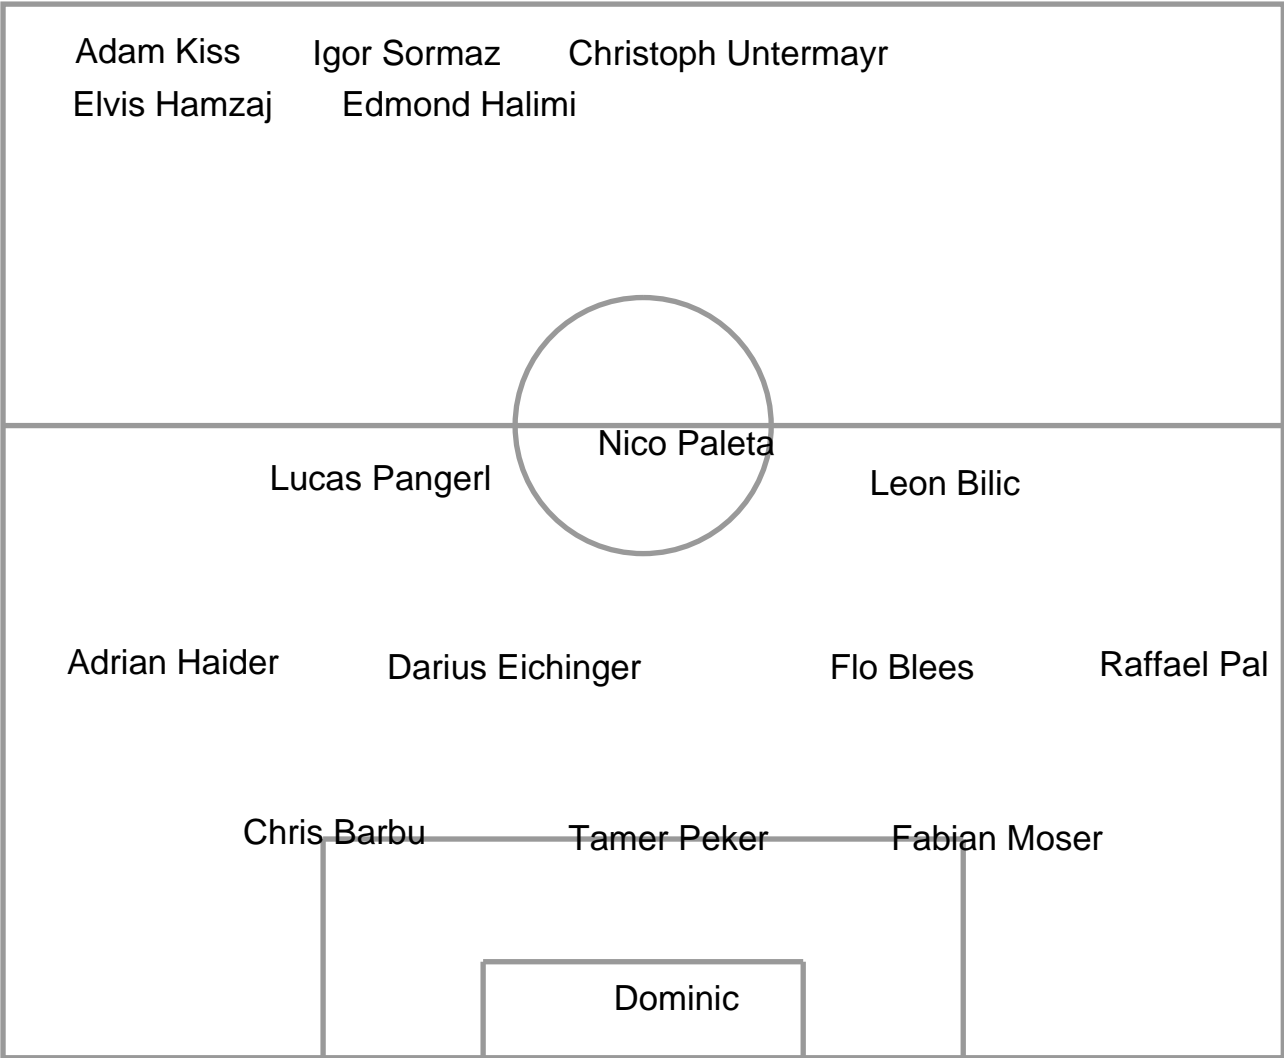 Adam Kiss Igor Sormaz Christoph Untermayr
Elvis Hamzaj Edmond Halimi
Nico Paleta
Lucas Pangerl Leon Bilic
Adrian Haider Darius Eichinger Flo Blees Raffael Pal
Chris Barbu Tamer Peker Fabian Moser
Dominic